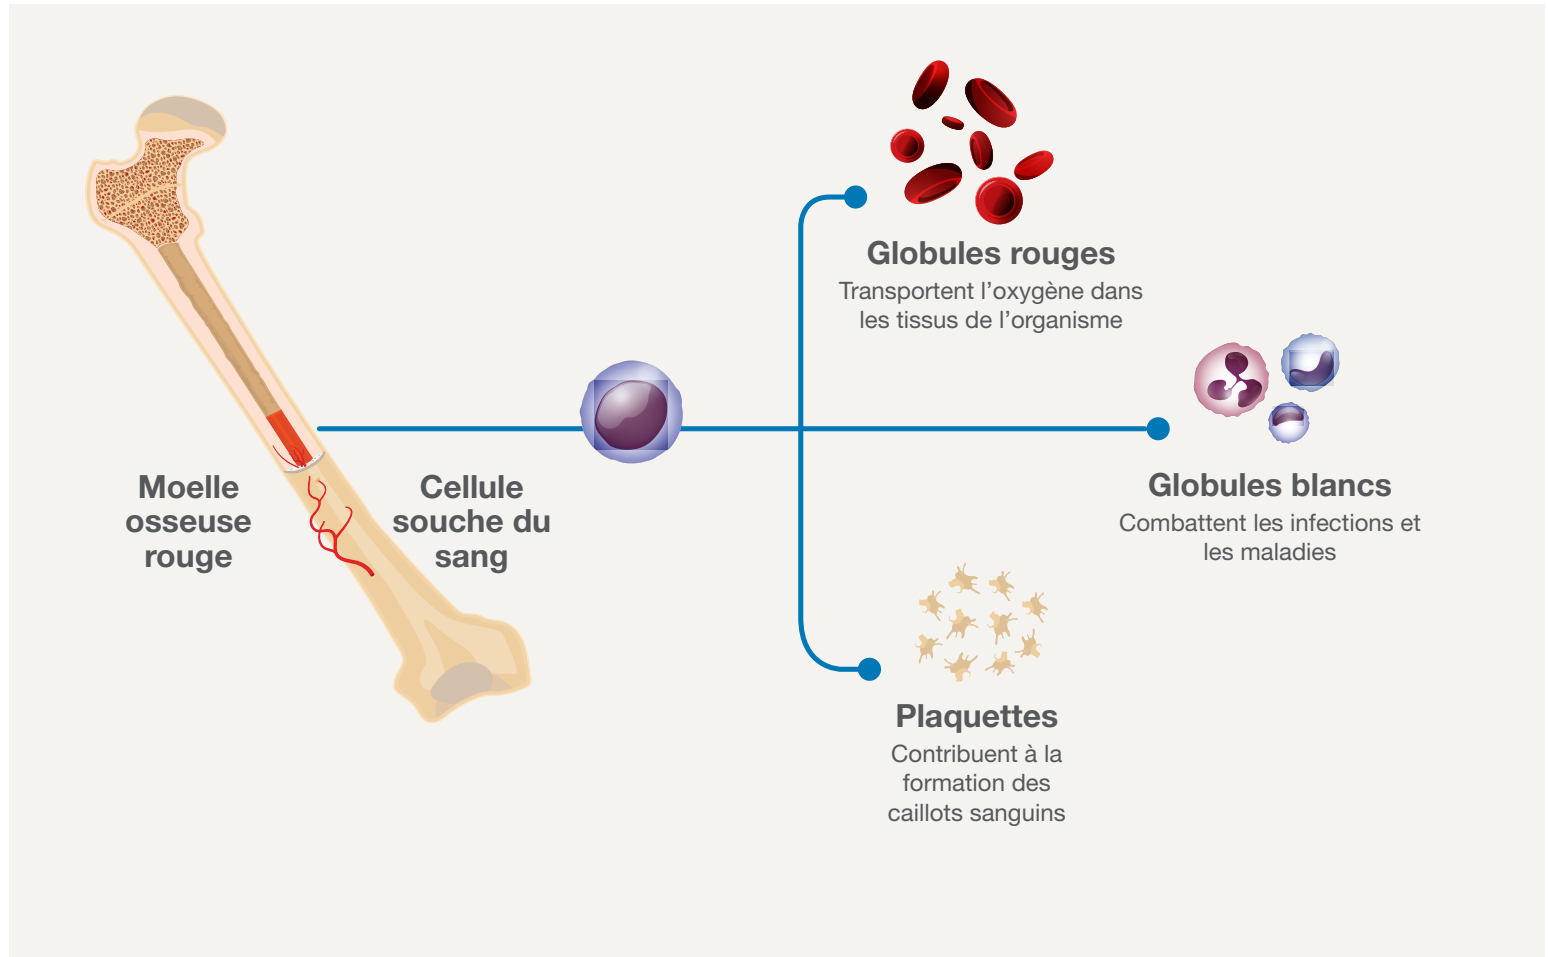 Moelle
osseuse
rouge
Cellule
souche du
sang
Globules rouges
Transportent l’oxygène dans
les tissus de l’organisme
Globules blancs
Combattent les infections et
les maladies
Plaquettes
Contribuent à la
formation des
caillots sanguins